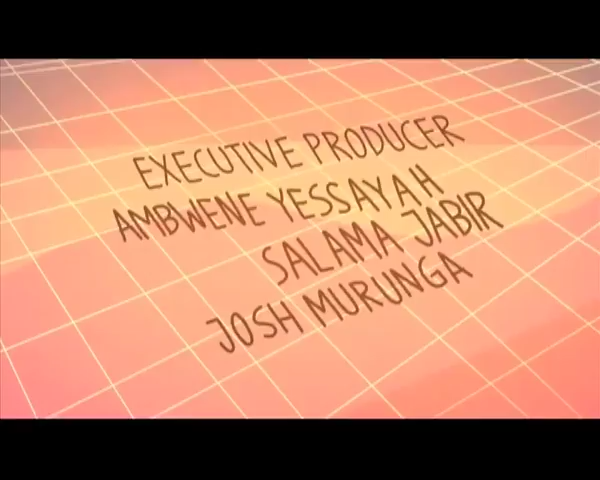 EXECUTIVE PRODUCER
AMBWENE YESSAYAH
SALAMA JABIR
JOSH MURUNGA